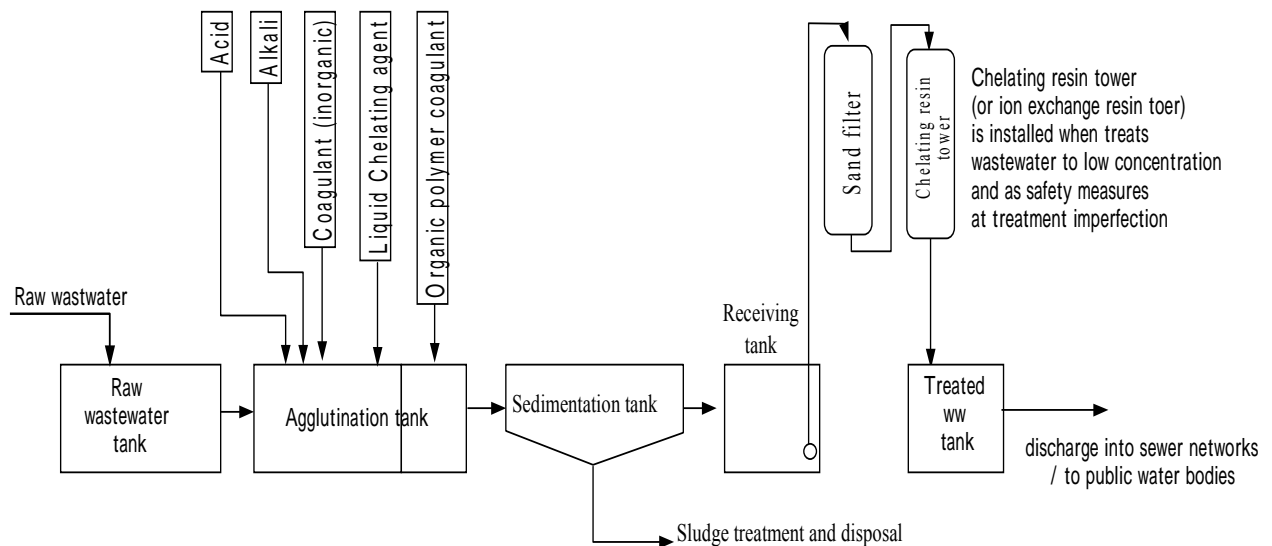 Acid
Alkali
Coagulant (inorganic)
Liquid Chelating agent
Organic polymer coagulant
Sand filter
Chelating resin
tower
Chelating resin tower
(or ion exchange resin toer)
is installed when treats
wastewater to low concentration
and as safety measures
at treatment imperfection
Raw wastwater
Receiving
tank
Raw
wastewater
tank
Agglutination tank
Sedimentation tank
Treated
ww
tank
discharge into sewer networks
/ to public water bodies
Sludge treatment and disposal